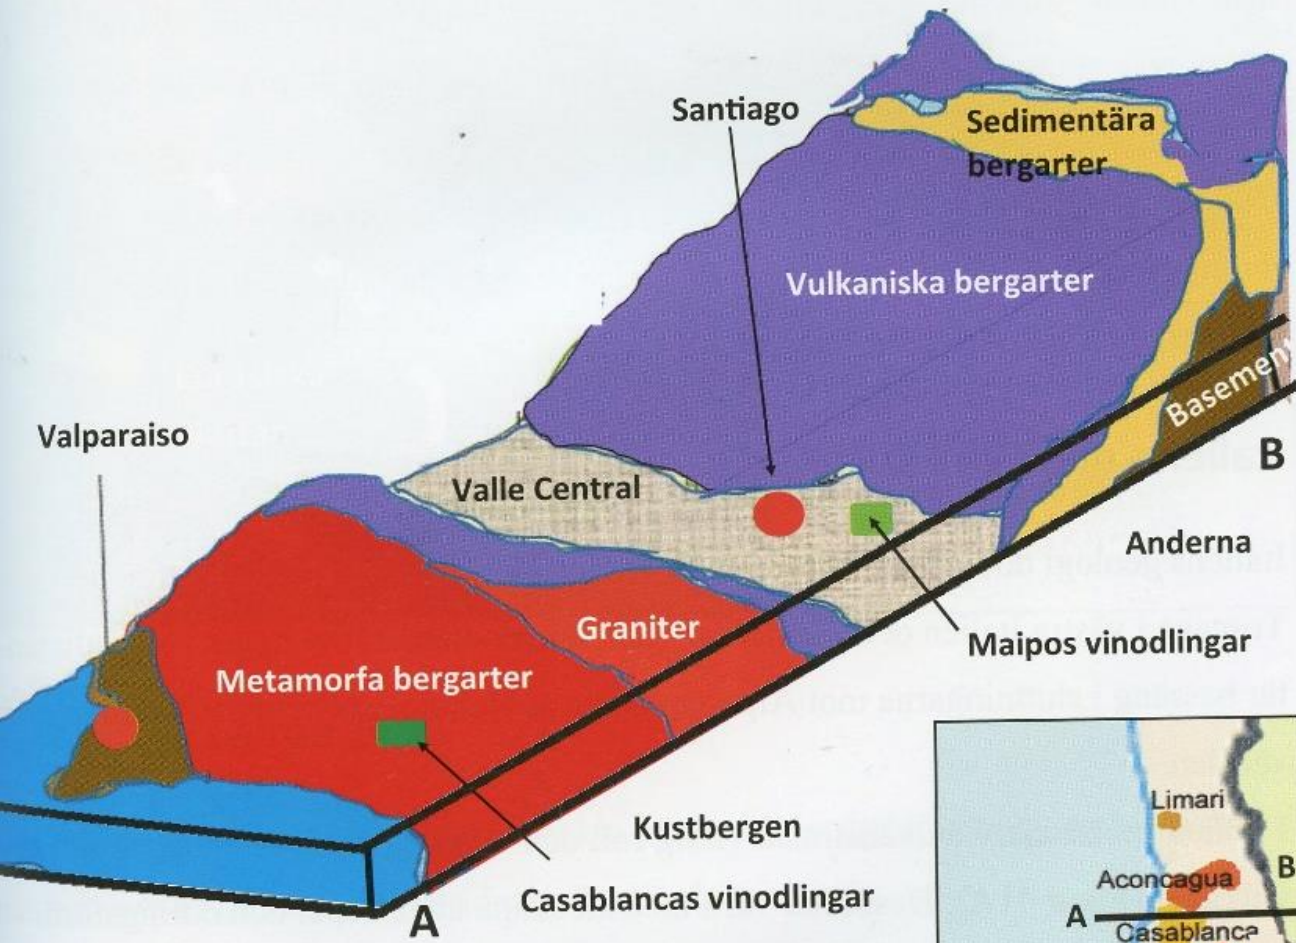 Santiago
Sedimentära
bergarter
Vulkaniska bergarter
Valparaiso
Valle Central
B
Anderna
Graniter
Maipos vinodlingar
Metamorfa bergarter
Kustbergen
Casablancas vinodlingar
A
Limari
Aconcagua
B
A
Casablanca